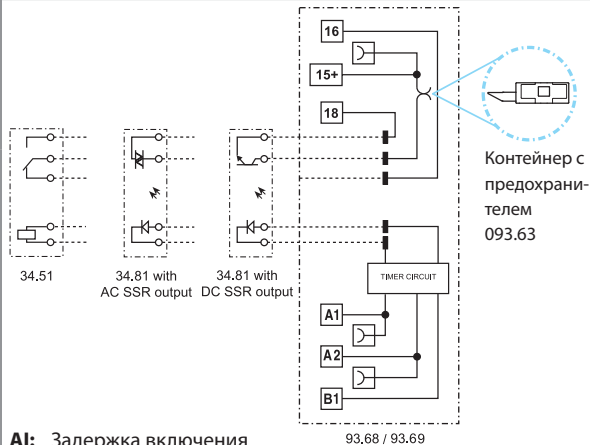 16
15+
18
Контейнер с
предохрани-
телем
093.63
34.51
34.81 with
AC SSR output
34.81 with
DC SSR output
TIMER CIRCUIT
A1
A2
B1
93.68 / 93.69
AI: Задержка включения